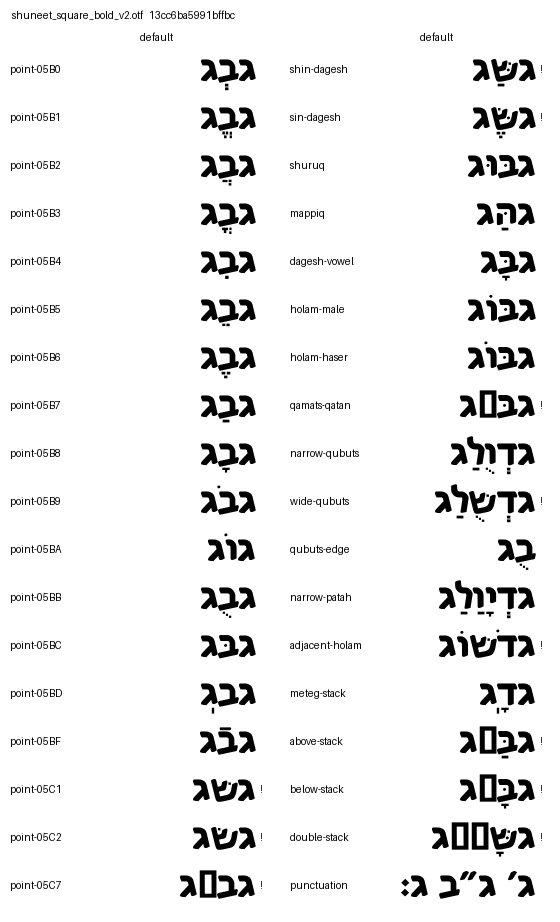 shuneet_square_bold_v2.otf 13cc6ba5991bffbc
default default
point-05B0 גבְג shin-dagesh גשַּׁג !
point-05B1 גבֱג sin-dagesh גשֶּׂג !
point-05B2 גבֲג shuruq גבּוּג
point-05B3 גבֳג mappiq גהַּג
point-05B4 גבִג dagesh-vowel גבָּג
point-05B5 גבֵג holam-male גבּוֹג
point-05B6 גבֶג holam-haser גבּוֺג
point-05B7 גבַג qamats-qatan גבּ▯ג !
point-05B8 גבָג narrow-qubuts גדְוֻלַג
point-05B9 גבֹג wide-qubuts גדְשֻׁלַג !
point-05BA גוֺג qubuts-edge גבֻ
point-05BB גבֻג narrow-patah גדְיָוַלַג
point-05BC גבּג adjacent-holam גדֹשׁוֹג !
point-05BD גבֽג meteg-stack גדָֽג
point-05BF גבֿג above-stack גבַּ▯ג !
point-05C1 גשׁג ! below-stack גבָּ▯ג !
point-05C2 גשׂג ! double-stack גשָּׁ▯▯ג !
point-05C7 גב▯ג ! punctuation ג׳ ג״ב ג׃